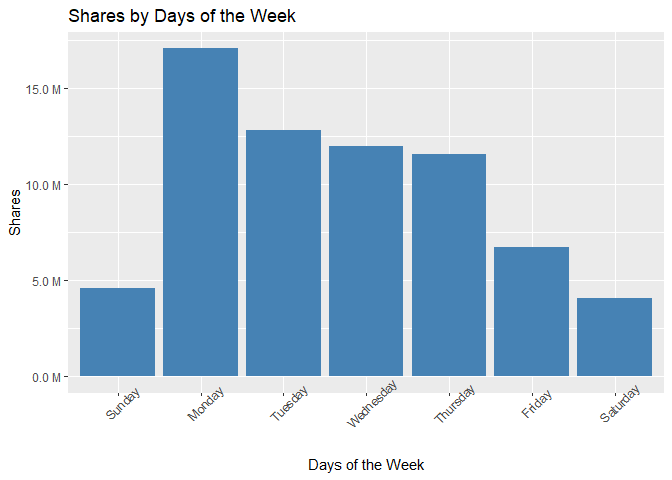 Shares by Days of the Week
Shares
15.0 M
10.0 M
5.0 M
0.0 M
Sunday
Monday
Tuesday
Wednesday
Thursday
Friday
Saturday
Days of the Week